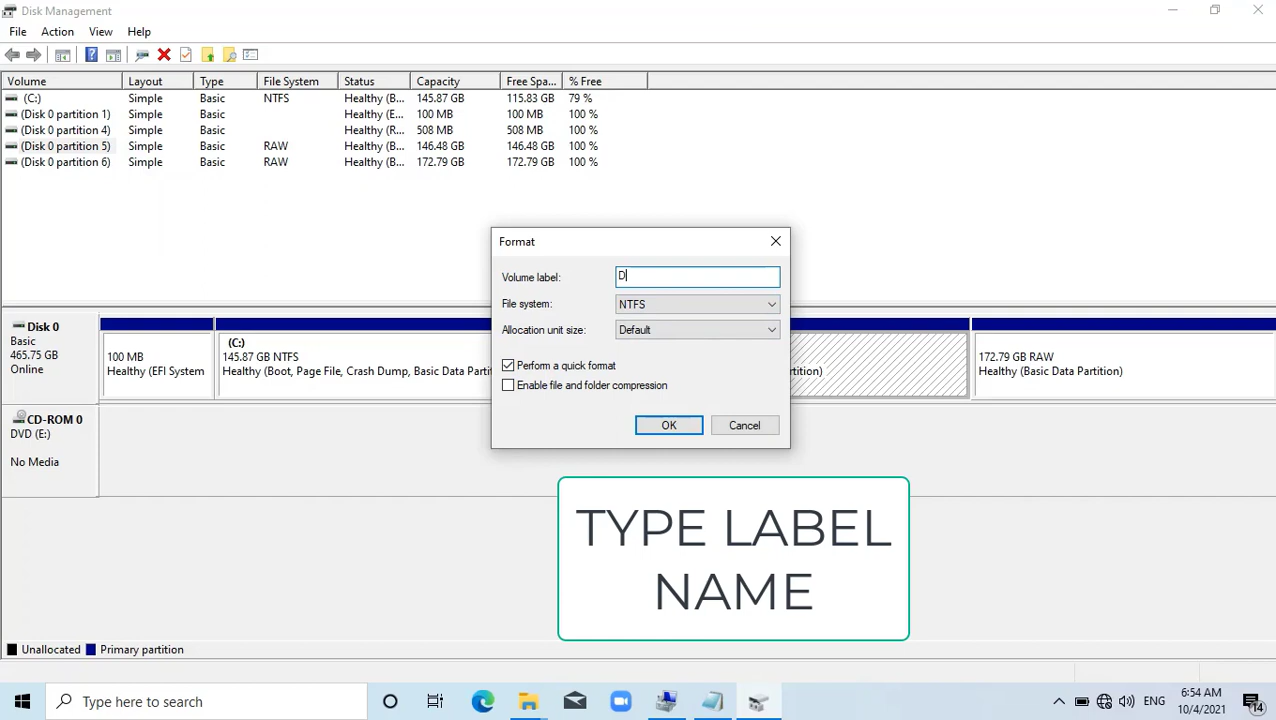 Disk Management
File Action View Help
Volume Layout Type File System Status Capacity Free Spa... % Free
(C:) Simple Basic NTFS Healthy (B... 145.87 GB 115.83 GB 79 %
(Disk 0 partition 1) Simple Basic Healthy (E... 100 MB 100 MB 100 %
(Disk 0 partition 4) Simple Basic Healthy (R... 508 MB 508 MB 100 %
(Disk 0 partition 5) Simple Basic RAW Healthy (B... 146.48 GB 146.48 GB 100 %
(Disk 0 partition 6) Simple Basic RAW Healthy (B... 172.79 GB 172.79 GB 100 %
Format
Volume label: D
File system: NTFS
Allocation unit size: Default
Perform a quick format
Enable file and folder compression
OK Cancel
Disk 0
Basic
465.75 GB
Online
100 MB
Healthy (EFI System
(C:)
145.87 GB NTFS
Healthy (Boot, Page File, Crash Dump, Basic Data Partit
artition)
172.79 GB RAW
Healthy (Basic Data Partition)
CD-ROM 0
DVD (E:)
No Media
TYPE LABEL
NAME
Unallocated Primary partition
Type here to search
ENG
6:54 AM
10/4/2021
14